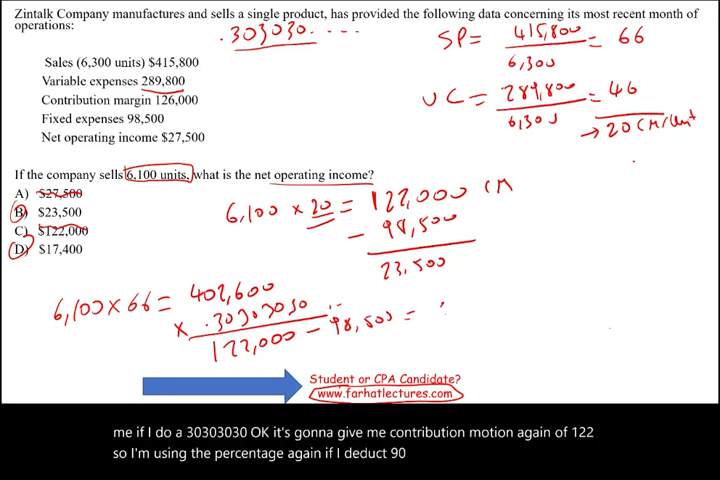 Zintalk Company manufactures and sells a single product, has provided the following data concerning its most recent month of
operations:
.303030. ...
SP = 415,800 = 66
6,300
Sales (6,300 units) $415,800
Variable expenses 289,800
Contribution margin 126,000
Fixed expenses 98,500
Net operating income $27,500
VC = 289,800 = 46
6,300
→ 20 CM/unit
If the company sells 6,100 units, what is the net operating income?
A) $27,500
B) $23,500
C) $122,000
D) $17,400
6,100 × 20 = 122,000 CM
- 98,500
23,500
6,100 × 66 = 402,600
× .30303030 ...
122,000 - 98,500 =
Student or CPA Candidate?
www.farhatlectures.com
me if I do a 30303030 OK it's gonna give me contribution motion again of 122
so I'm using the percentage again if I deduct 90